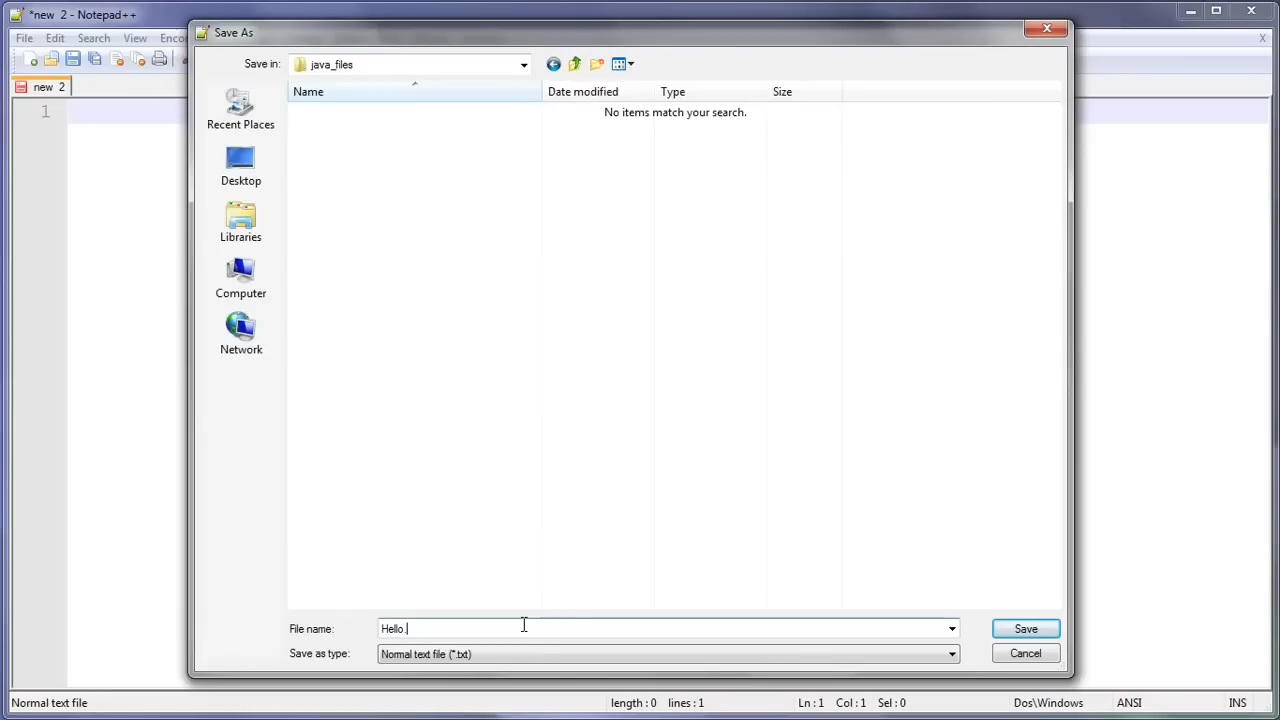 *new  2 - Notepad++
File Edit Search View Enco
X
new 2
1
Save As
Save in: java_files
Name Date modified Type Size
No items match your search.
Recent Places
Desktop
Libraries
Computer
Network
File name: Hello.
Save
Save as type: Normal text file (*.txt)
Cancel
Normal text file length : 0 lines : 1 Ln : 1 Col : 1 Sel : 0 Dos\Windows ANSI INS